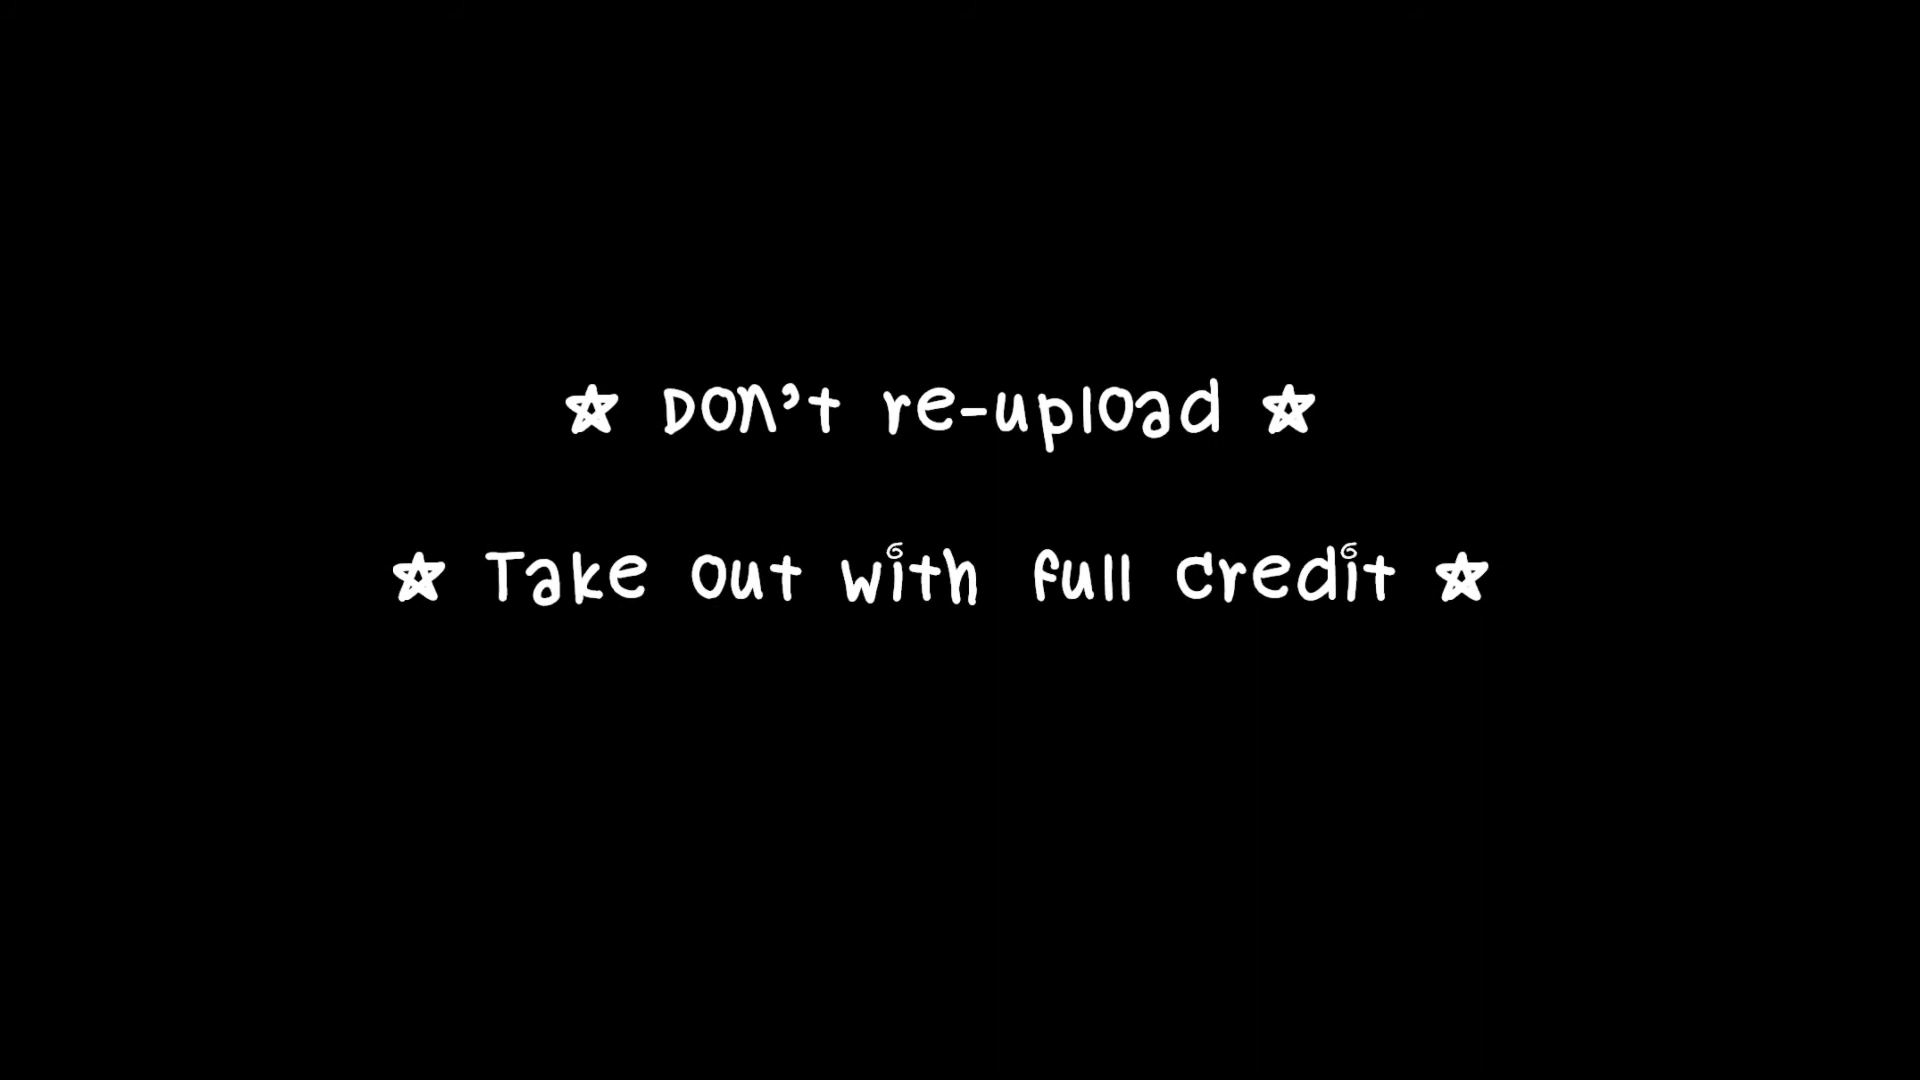 ☆ Don't re-upload ☆
☆ Take out with full credit ☆